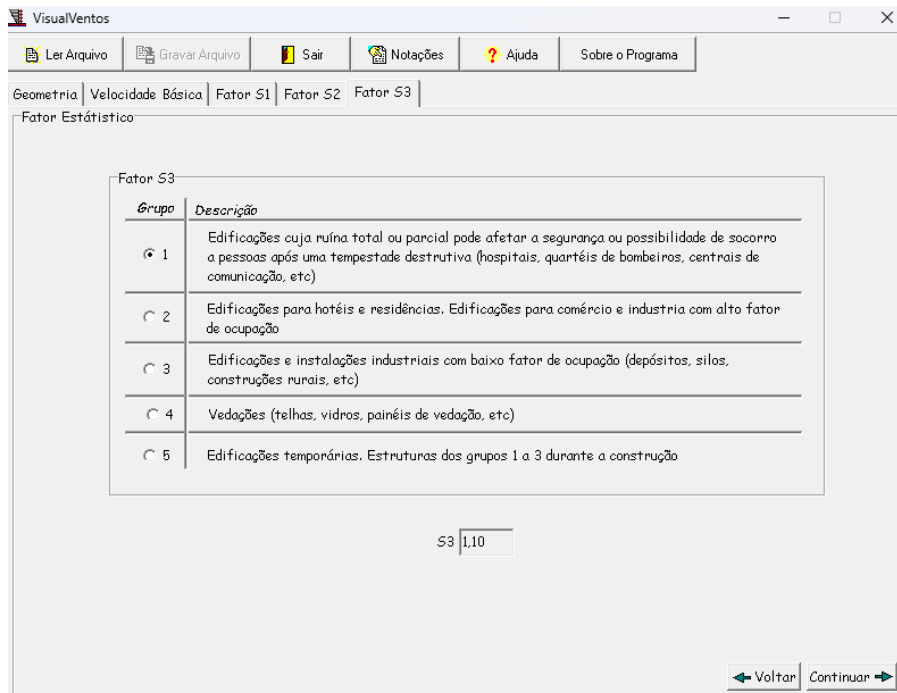 VisualVentos
Ler Arquivo Gravar Arquivo Sair Notações Ajuda Sobre o Programa
Geometria Velocidade Básica Fator S1 Fator S2 Fator S3
Fator Estátistico
Fator S3
Grupo Descrição
Edificações cuja ruína total ou parcial pode afetar a segurança ou possibilidade de socorro
1 a pessoas após uma tempestade destrutiva (hospitais, quartéis de bombeiros, centrais de
comunicação, etc)
2 Edificações para hotéis e residências. Edificações para comércio e industria com alto fator
de ocupação
3 Edificações e instalações industriais com baixo fator de ocupação (depósitos, silos,
construções rurais, etc)
4 Vedações (telhas, vidros, painéis de vedação, etc)
5 Edificações temporárias. Estruturas dos grupos 1 a 3 durante a construção
S3 1,10
Voltar Continuar